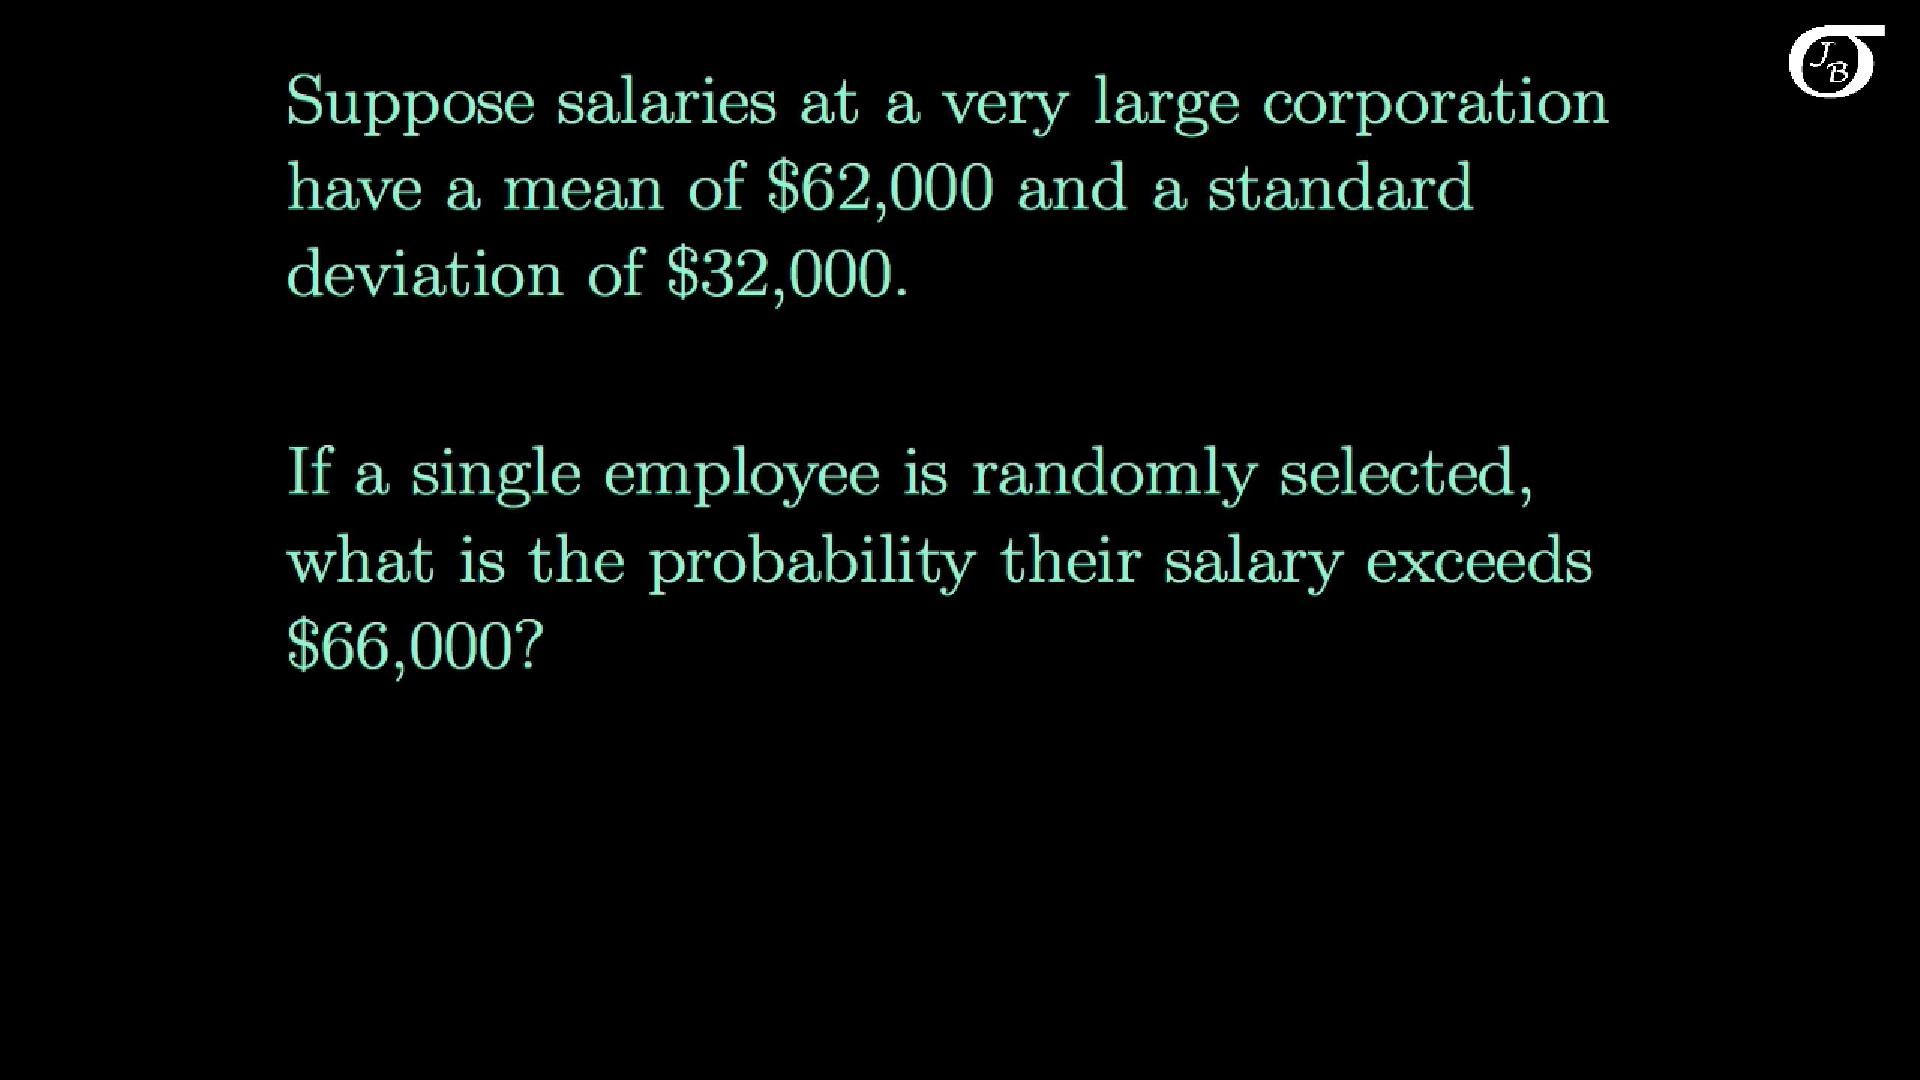 JB
Suppose salaries at a very large corporation
have a mean of $62,000 and a standard
deviation of $32,000.
If a single employee is randomly selected,
what is the probability their salary exceeds
$66,000?